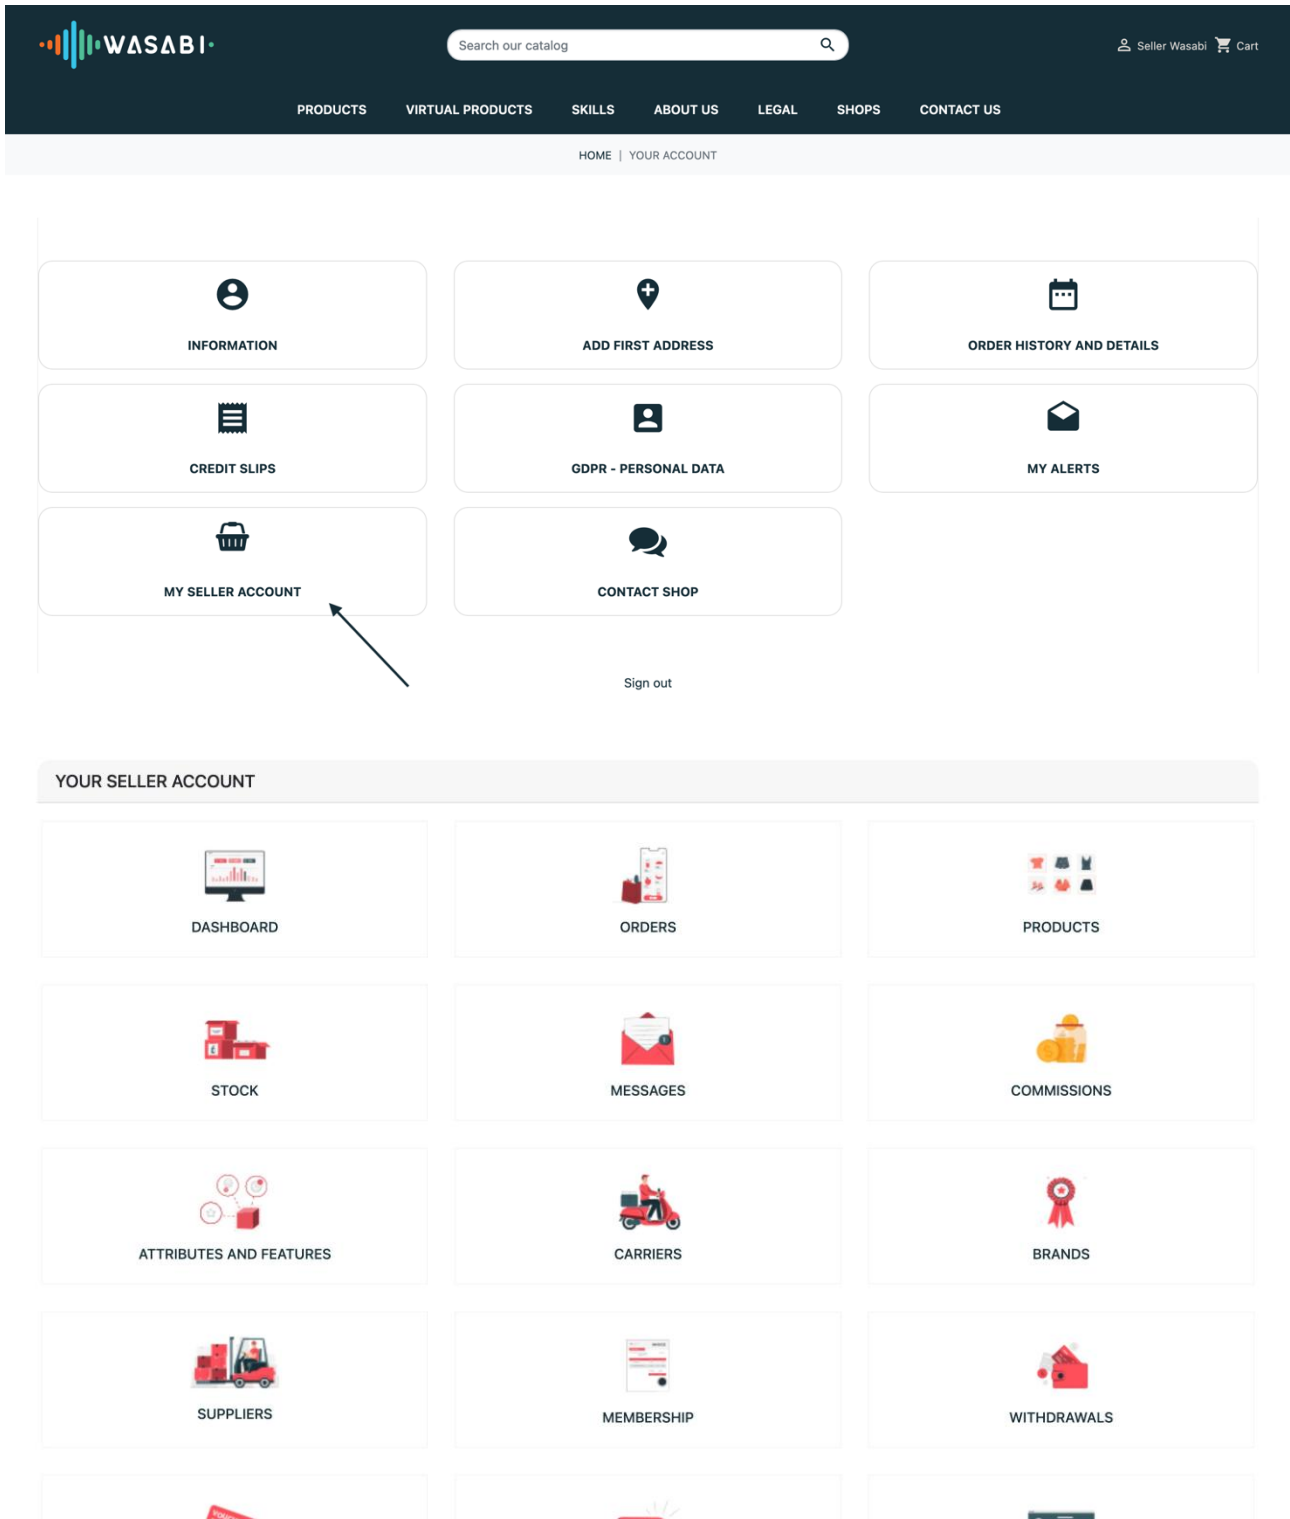 WASABI
Search our catalog
Seller Wasabi Cart
PRODUCTS VIRTUAL PRODUCTS SKILLS ABOUT US LEGAL SHOPS CONTACT US
HOME | YOUR ACCOUNT
INFORMATION
ADD FIRST ADDRESS
ORDER HISTORY AND DETAILS
CREDIT SLIPS
GDPR - PERSONAL DATA
MY ALERTS
MY SELLER ACCOUNT
CONTACT SHOP
Sign out
YOUR SELLER ACCOUNT
DASHBOARD
ORDERS
PRODUCTS
STOCK
MESSAGES
COMMISSIONS
ATTRIBUTES AND FEATURES
CARRIERS
BRANDS
SUPPLIERS
MEMBERSHIP
WITHDRAWALS